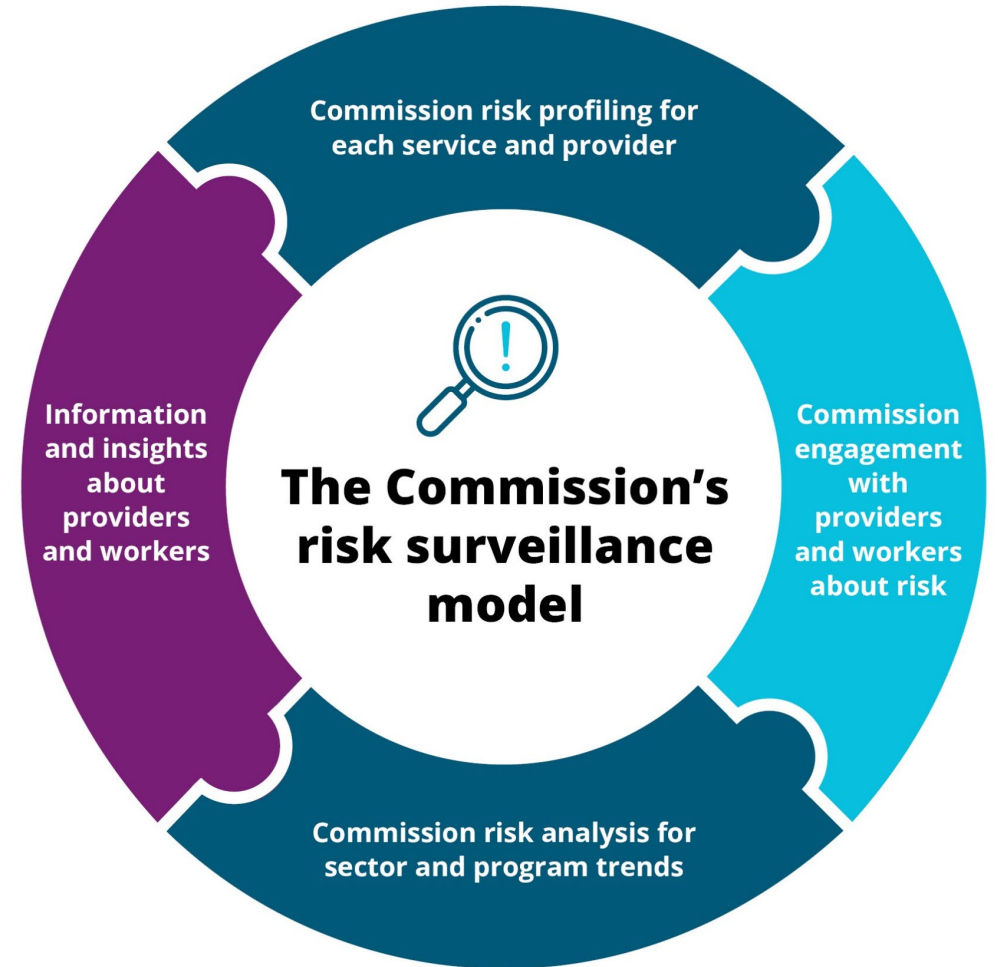 Commission risk profiling for
each service and provider
Information
and insights
about
providers
and workers
The Commission’s
risk surveillance
model
Commission
engagement
with
providers
and workers
about risk
Commission risk analysis for
sector and program trends